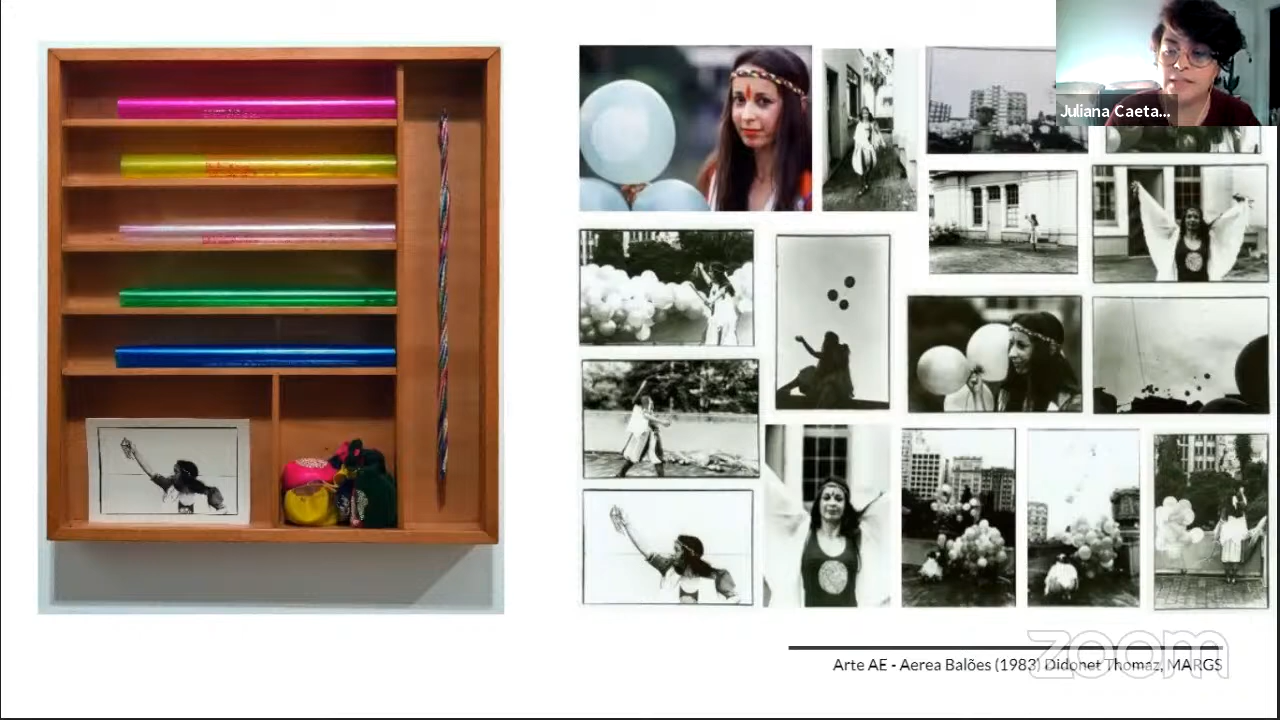 Juliana Caeta...
Arte AE - Aerea Balões (1983) Didonet Thomaz, MARGS
zoom